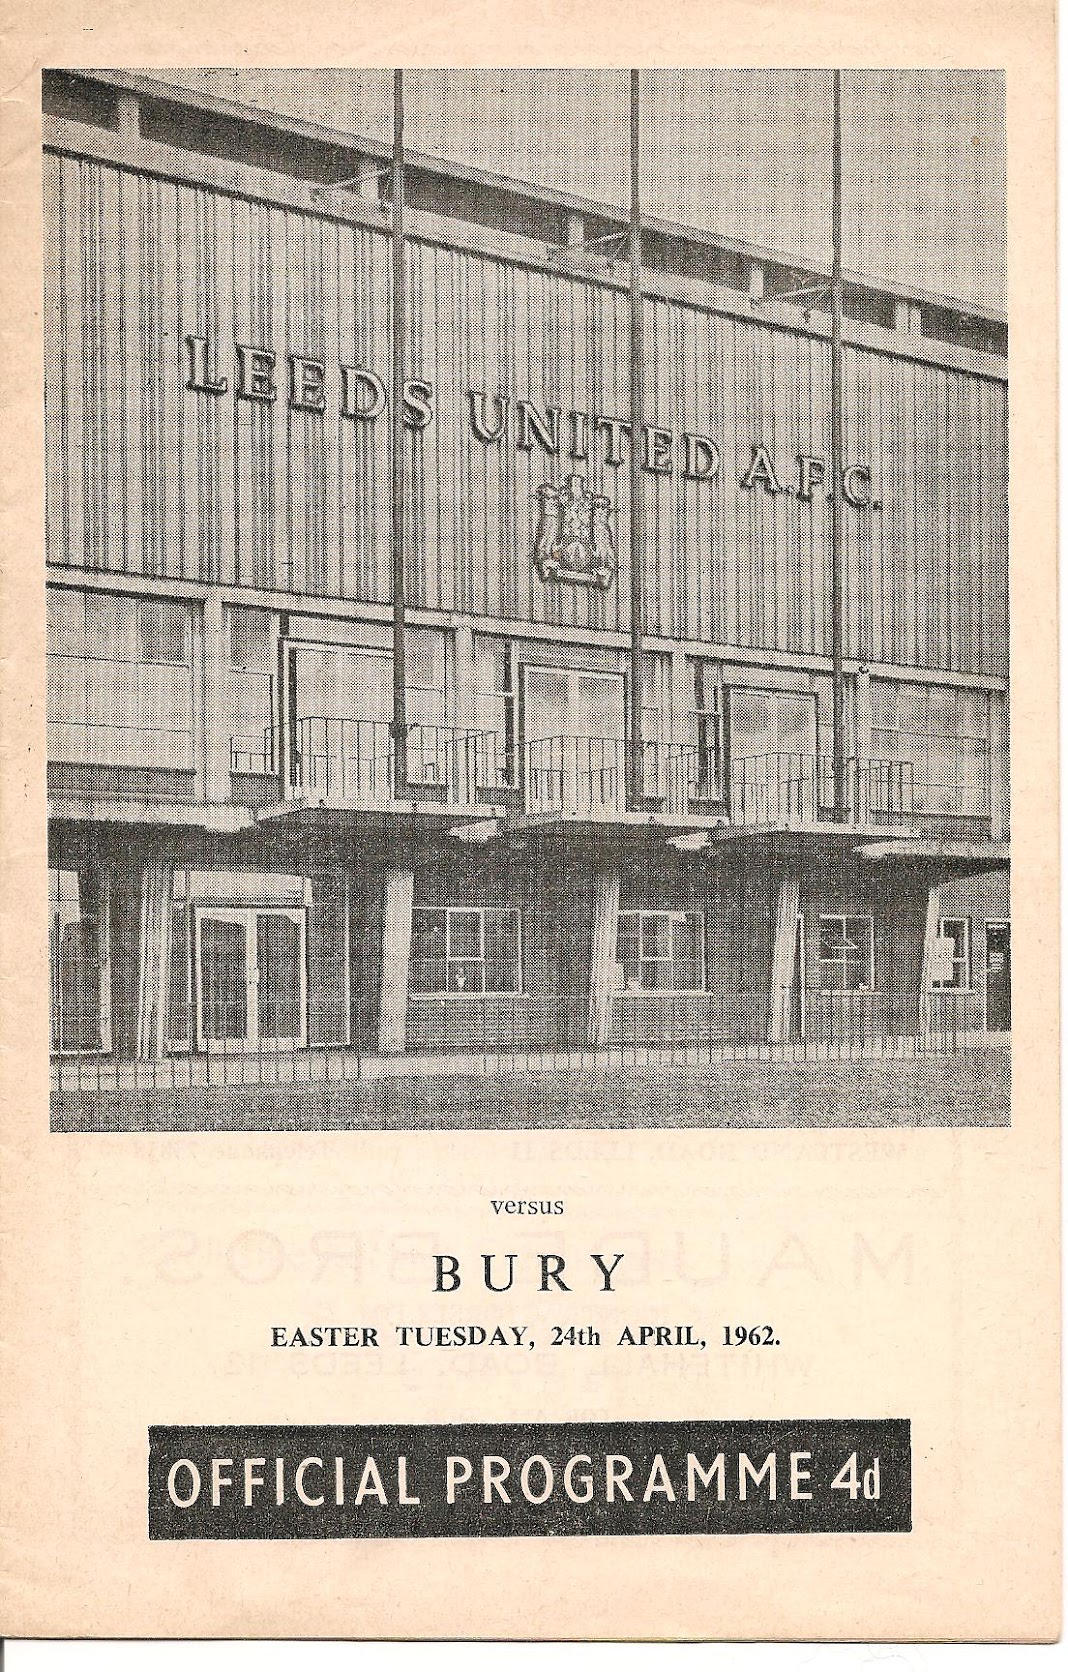 LEEDS UNITED A.F.C.
versus
BURY
EASTER TUESDAY, 24th APRIL, 1962.
OFFICIAL PROGRAMME 4d